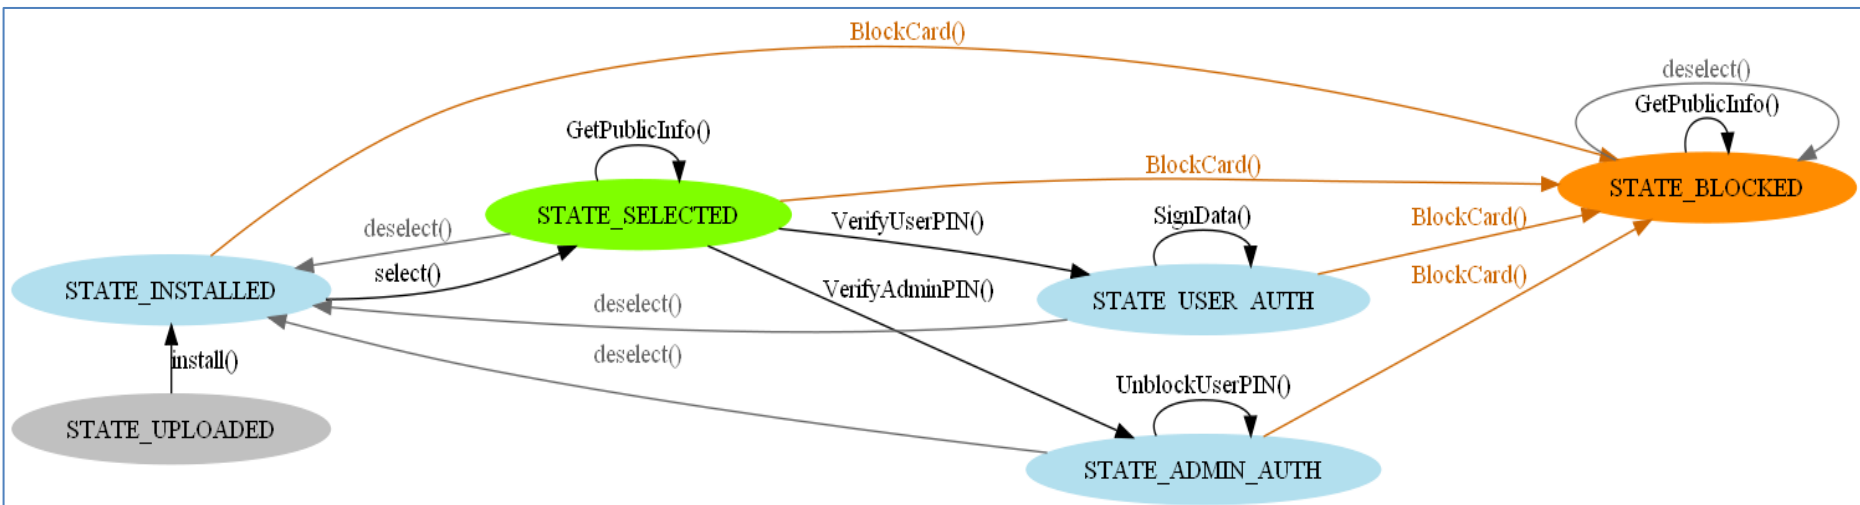 BlockCard()
deselect()
GetPublicInfo()
GetPublicInfo()
BlockCard()
STATE_BLOCKED
STATE_SELECTED
VerifyUserPIN()
SignData()
BlockCard()
deselect()
select()
STATE_INSTALLED
VerifyAdminPIN()
STATE_USER_AUTH
BlockCard()
deselect()
install()
deselect()
UnblockUserPIN()
STATE_UPLOADED
STATE_ADMIN_AUTH